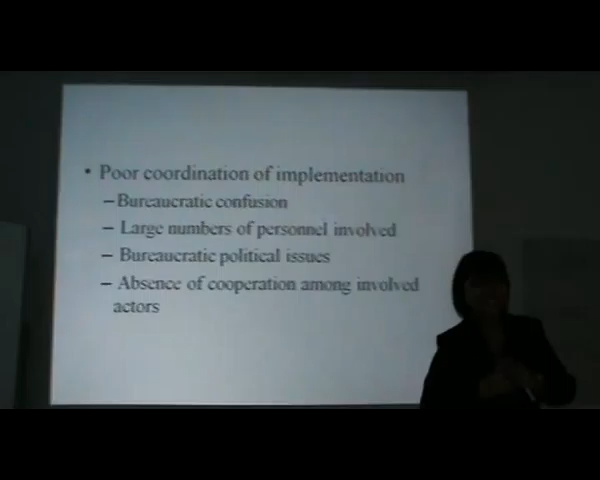 • Poor coordination of implementation
– Bureaucratic confusion
– Large numbers of personnel involved
– Bureaucratic political issues
– Absence of cooperation among involved
actors